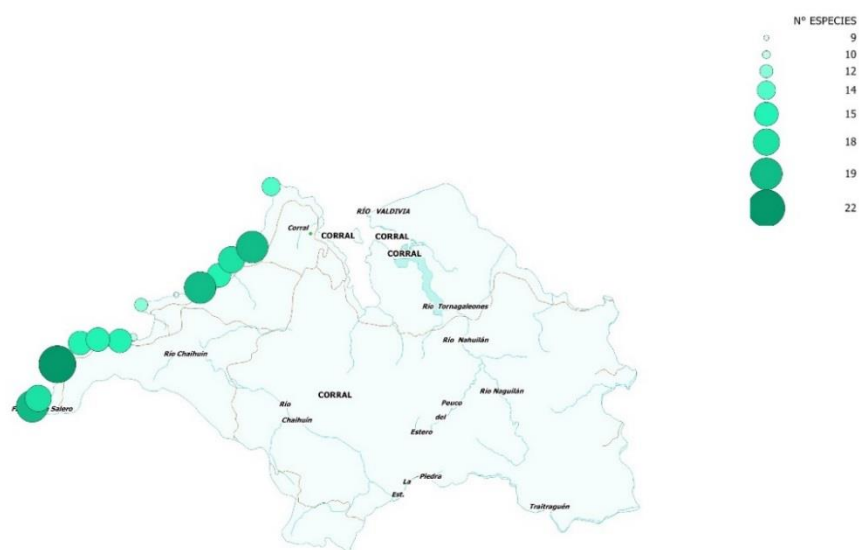 N° ESPECIES
9
10
12
14
15
18
19
22
RÍO VALDIVIA
Corral
CORRAL
CORRAL
CORRAL
Río Tornagaleones
Río Nahuilán
Río Chaihuín
Río Naguilán
CORRAL
Río
Chaihuín
Pouco
del
Estero
La
Piedra
Est.
Salero
Traitraguén